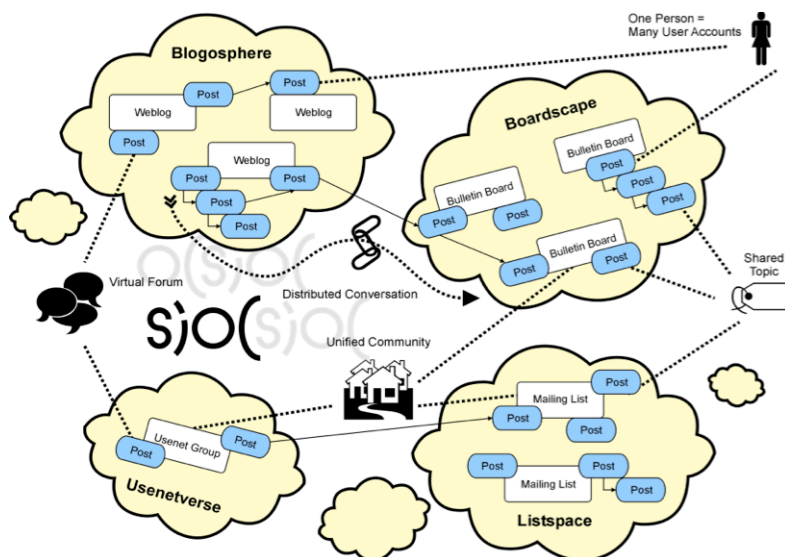 One Person =
Many User Accounts
Blogosphere
Post
Post
Weblog
Weblog
Post
Weblog
Post
Post
Post
Post
Boardscape
Bulletin Board
Post
Post
Post
Bulletin Board
Post
Post
Bulletin Board
Post
Post
Shared
Topic
Virtual Forum
Distributed Conversation
sioc
sioc
sioc
Unified Community
Usenet Group
Post
Post
Usenetverse
Post
Mailing List
Post
Post
Post
Post
Mailing List
Post
Listspace